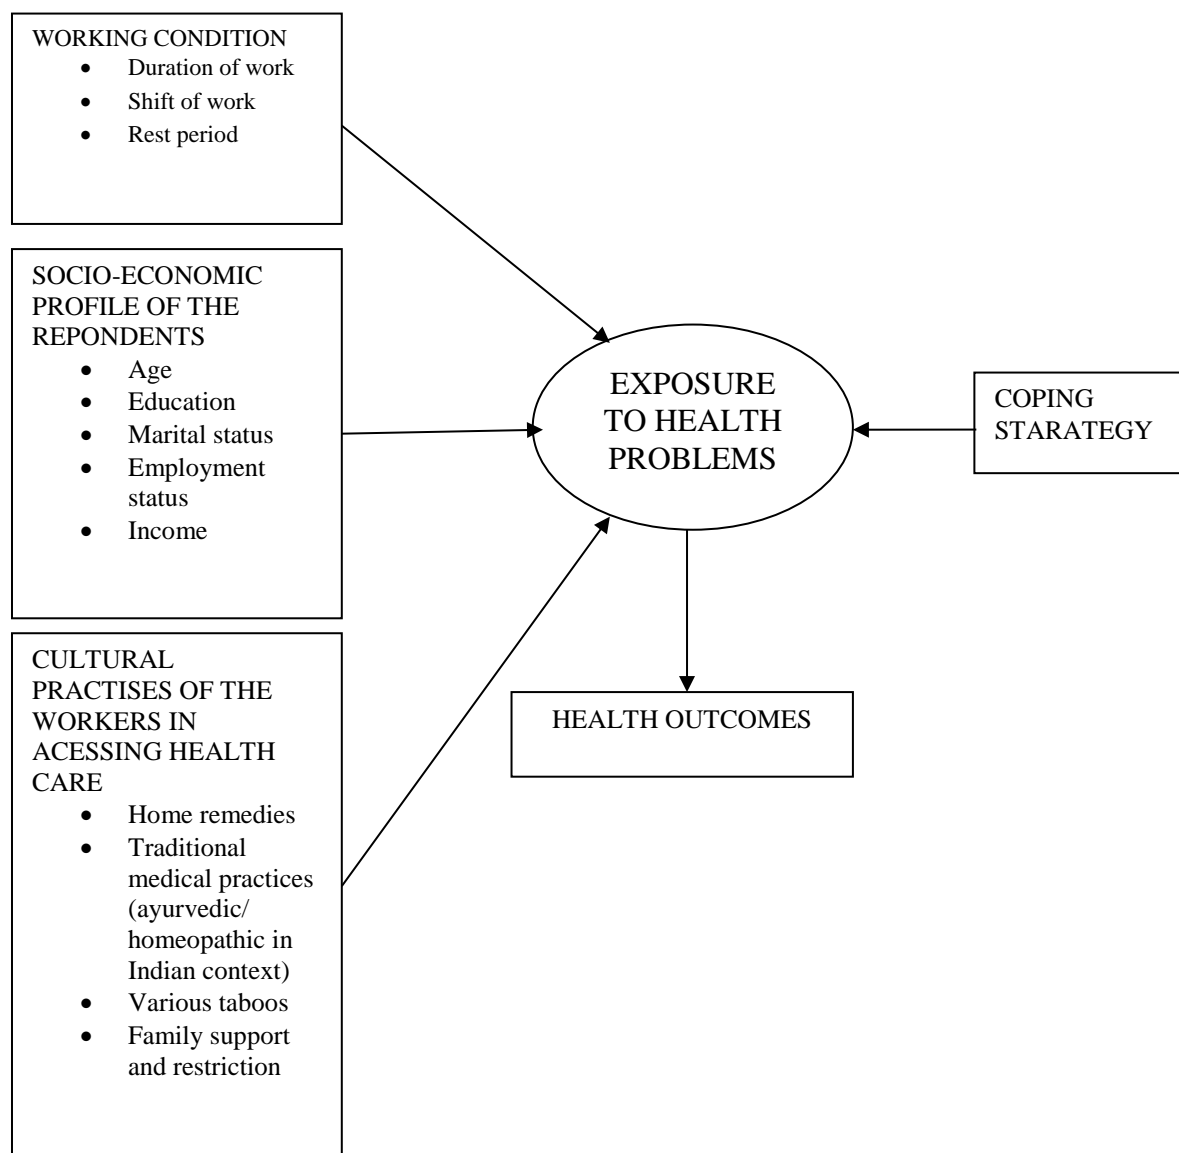 WORKING CONDITION
• Duration of work
• Shift of work
• Rest period
SOCIO-ECONOMIC
PROFILE OF THE
REPONDENTS
• Age
• Education
• Marital status
• Employment
status
• Income
CULTURAL
PRACTISES OF THE
WORKERS IN
ACESSING HEALTH
CARE
• Home remedies
• Traditional
medical practices
(ayurvedic/
homeopathic in
Indian context)
• Various taboos
• Family support
and restriction
EXPOSURE
TO HEALTH
PROBLEMS
COPING
STARATEGY
HEALTH OUTCOMES